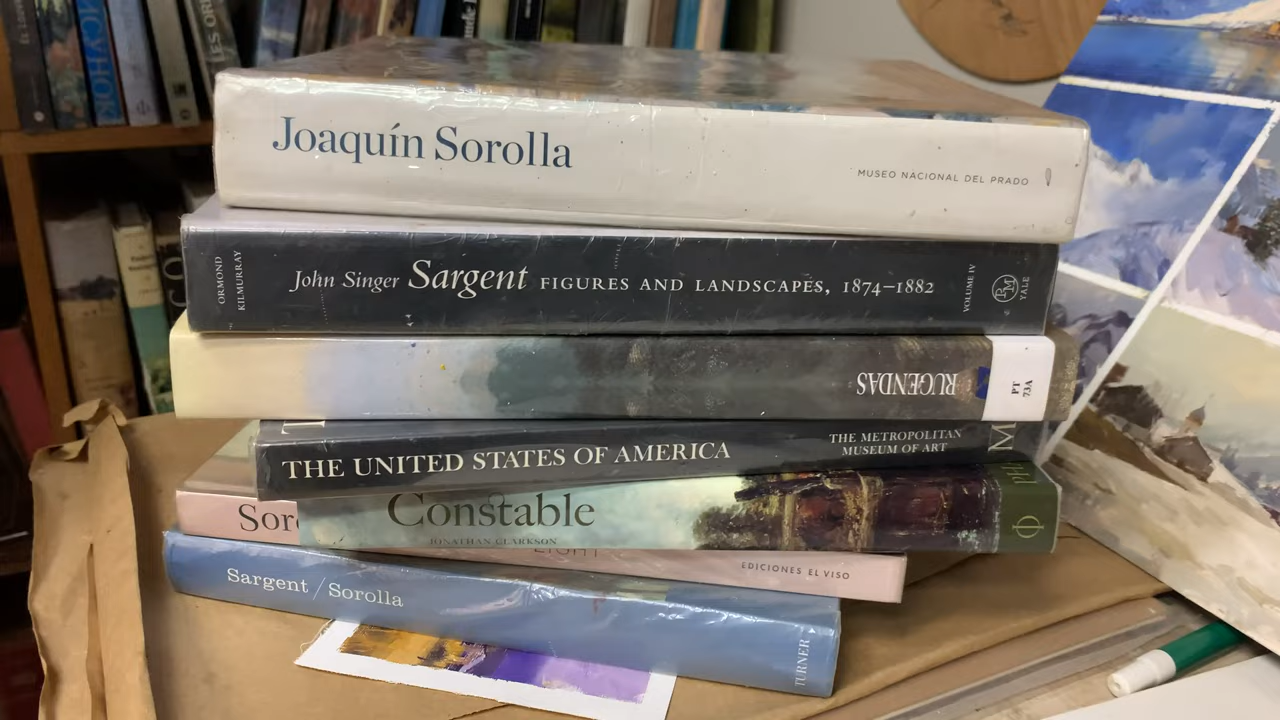 Joaquín Sorolla
MUSEO NACIONAL DEL PRADO
ORMOND
KILMURRAY
John Singer Sargent FIGURES AND LANDSCAPES, 1874–1882
VOLUME IV
YALE
RUGENDAS
PT
73A
THE UNITED STATES OF AMERICA
THE METROPOLITAN
MUSEUM OF ART
M
Constable
JONATHAN CLARKSON
Φ
EDICIONES EL VISO
Sargent / Sorolla
TURNER